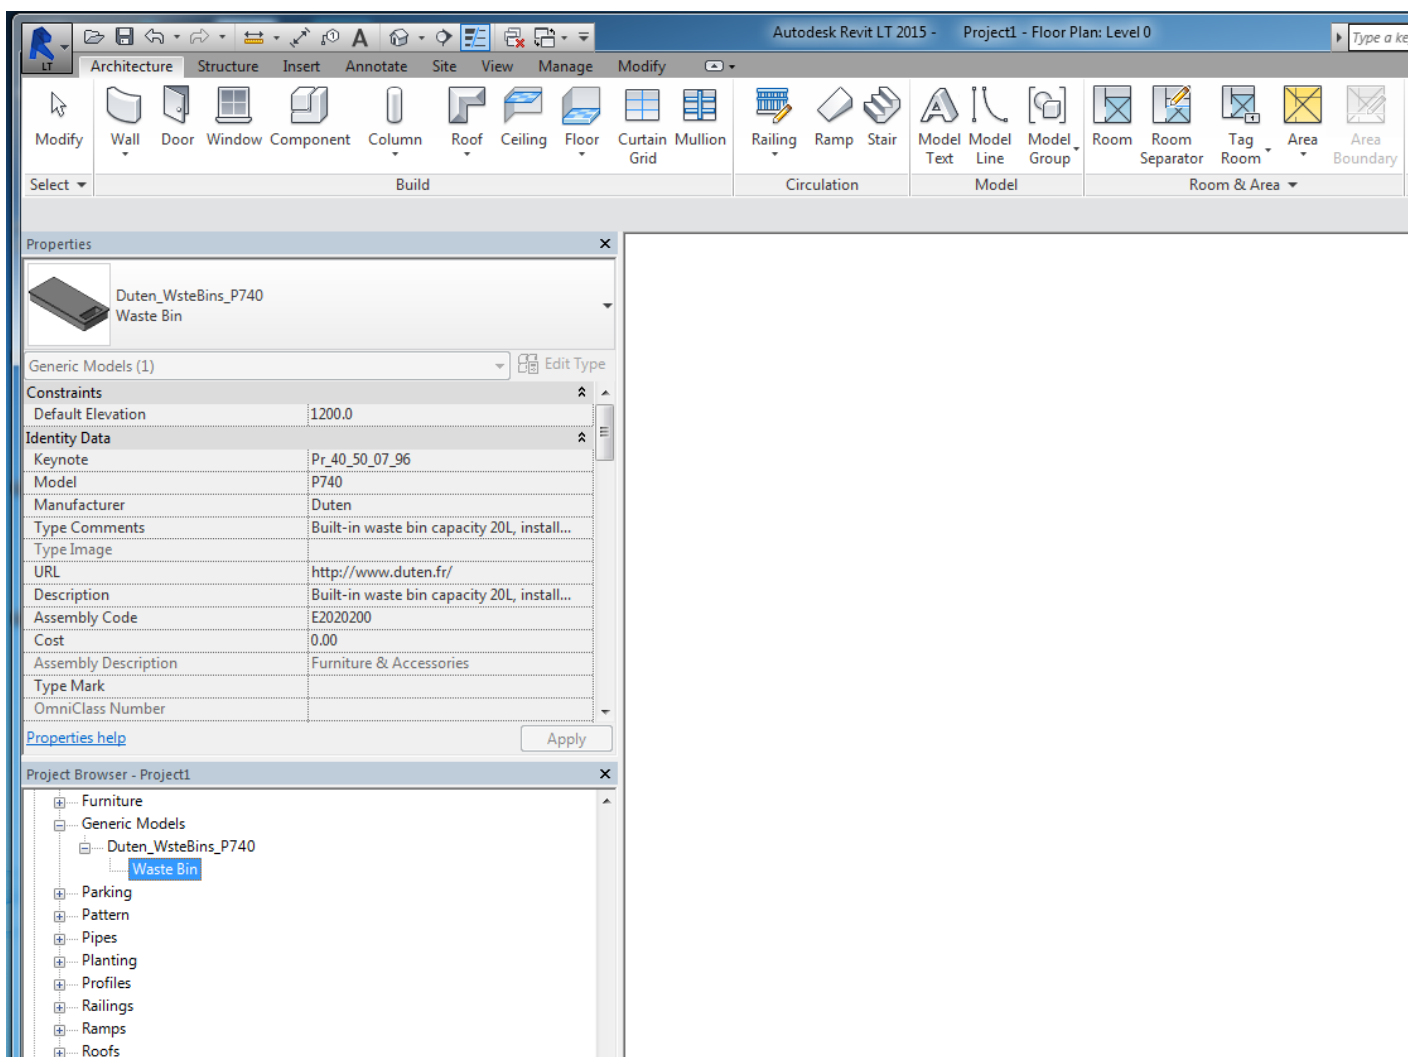 Autodesk Revit LT 2015 - Project1 - Floor Plan: Level 0
Type a ke
LT
Architecture Structure Insert Annotate Site View Manage Modify
Modify Wall Door Window Component Column Roof Ceiling Floor Curtain Grid Mullion Railing Ramp Stair Model Text Model Line Model Group Room Room Separator Tag Room Area Area Boundary
Select Build Circulation Model Room & Area
Properties
Duten_WsteBins_P740
Waste Bin
Generic Models (1) Edit Type
Constraints
Default Elevation 1200.0
Identity Data
Keynote Pr_40_50_07_96
Model P740
Manufacturer Duten
Type Comments Built-in waste bin capacity 20L, install...
Type Image
URL http://www.duten.fr/
Description Built-in waste bin capacity 20L, install...
Assembly Code E2020200
Cost 0.00
Assembly Description Furniture & Accessories
Type Mark
OmniClass Number
Properties help Apply
Project Browser - Project1
Furniture
Generic Models
Duten_WsteBins_P740
Waste Bin
Parking
Pattern
Pipes
Planting
Profiles
Railings
Ramps
Roofs